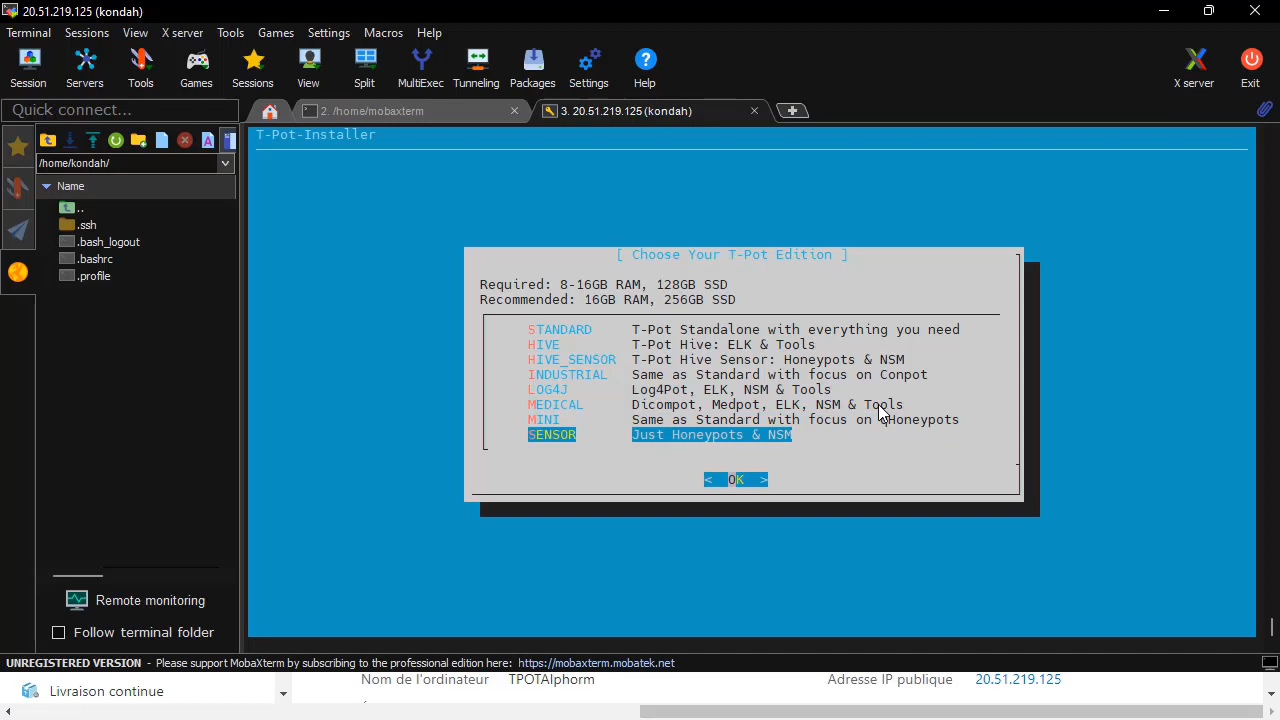 20.51.219.125 (kondah)
Terminal Sessions View X server Tools Games Settings Macros Help
Session Servers Tools Games Sessions View Split MultiExec Tunneling Packages Settings Help X server Exit
Quick connect... 2. /home/mobaxterm 3. 20.51.219.125 (kondah)
/home/kondah/
Name
..
.ssh
.bash_logout
.bashrc
.profile
Remote monitoring
Follow terminal folder
T-Pot-Installer
[ Choose Your T-Pot Edition ]
Required: 8-16GB RAM, 128GB SSD
Recommended: 16GB RAM, 256GB SSD
STANDARD T-Pot Standalone with everything you need
HIVE T-Pot Hive: ELK & Tools
HIVE_SENSOR T-Pot Hive Sensor: Honeypots & NSM
INDUSTRIAL Same as Standard with focus on Conpot
LOG4J Log4Pot, ELK, NSM & Tools
MEDICAL Dicompot, Medpot, ELK, NSM & Tools
MINI Same as Standard with focus on qHoneypots
SENSOR Just Honeypots & NSM
< OK >
UNREGISTERED VERSION - Please support MobaXterm by subscribing to the professional edition here: https://mobaxterm.mobatek.net
Livraison continue
Nom de l'ordinateur TPOTAlphorm Adresse IP publique 20.51.219.125